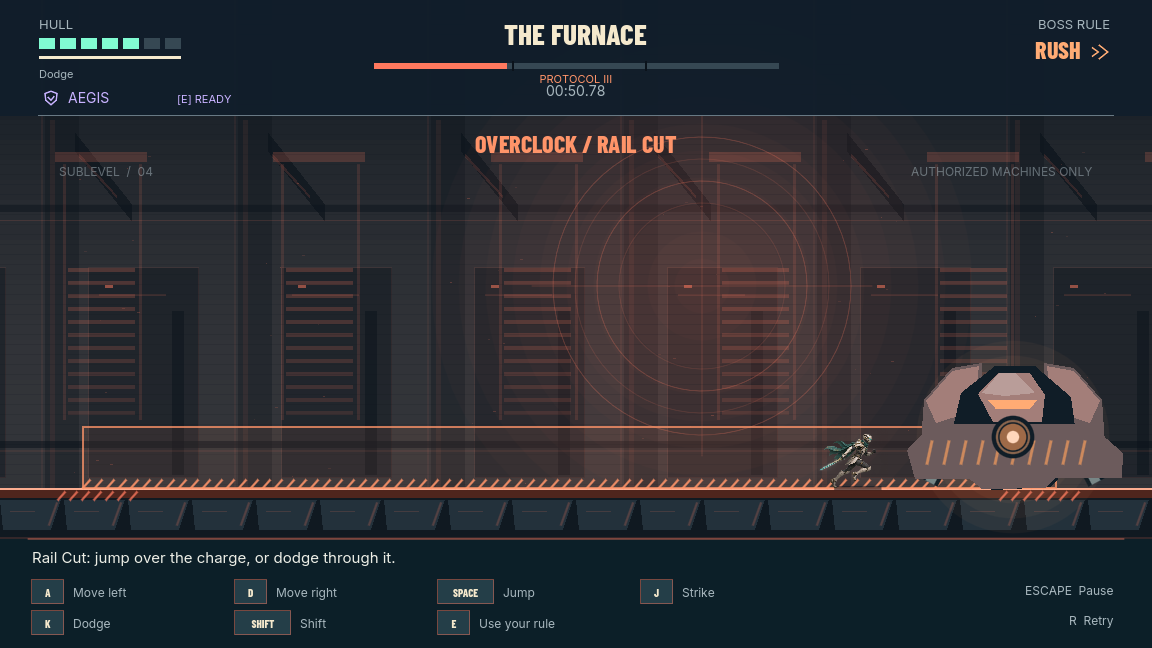 HULL
THE FURNACE
BOSS RULE
RUSH
Dodge
PROTOCOL III
00:50.78
AEGIS
[E] READY
OVERCLOCK / RAIL CUT
SUBLEVEL / 04
AUTHORIZED MACHINES ONLY
Rail Cut: jump over the charge, or dodge through it.
A Move left
D Move right
SPACE Jump
J Strike
ESCAPE Pause
K Dodge
SHIFT Shift
E Use your rule
R Retry